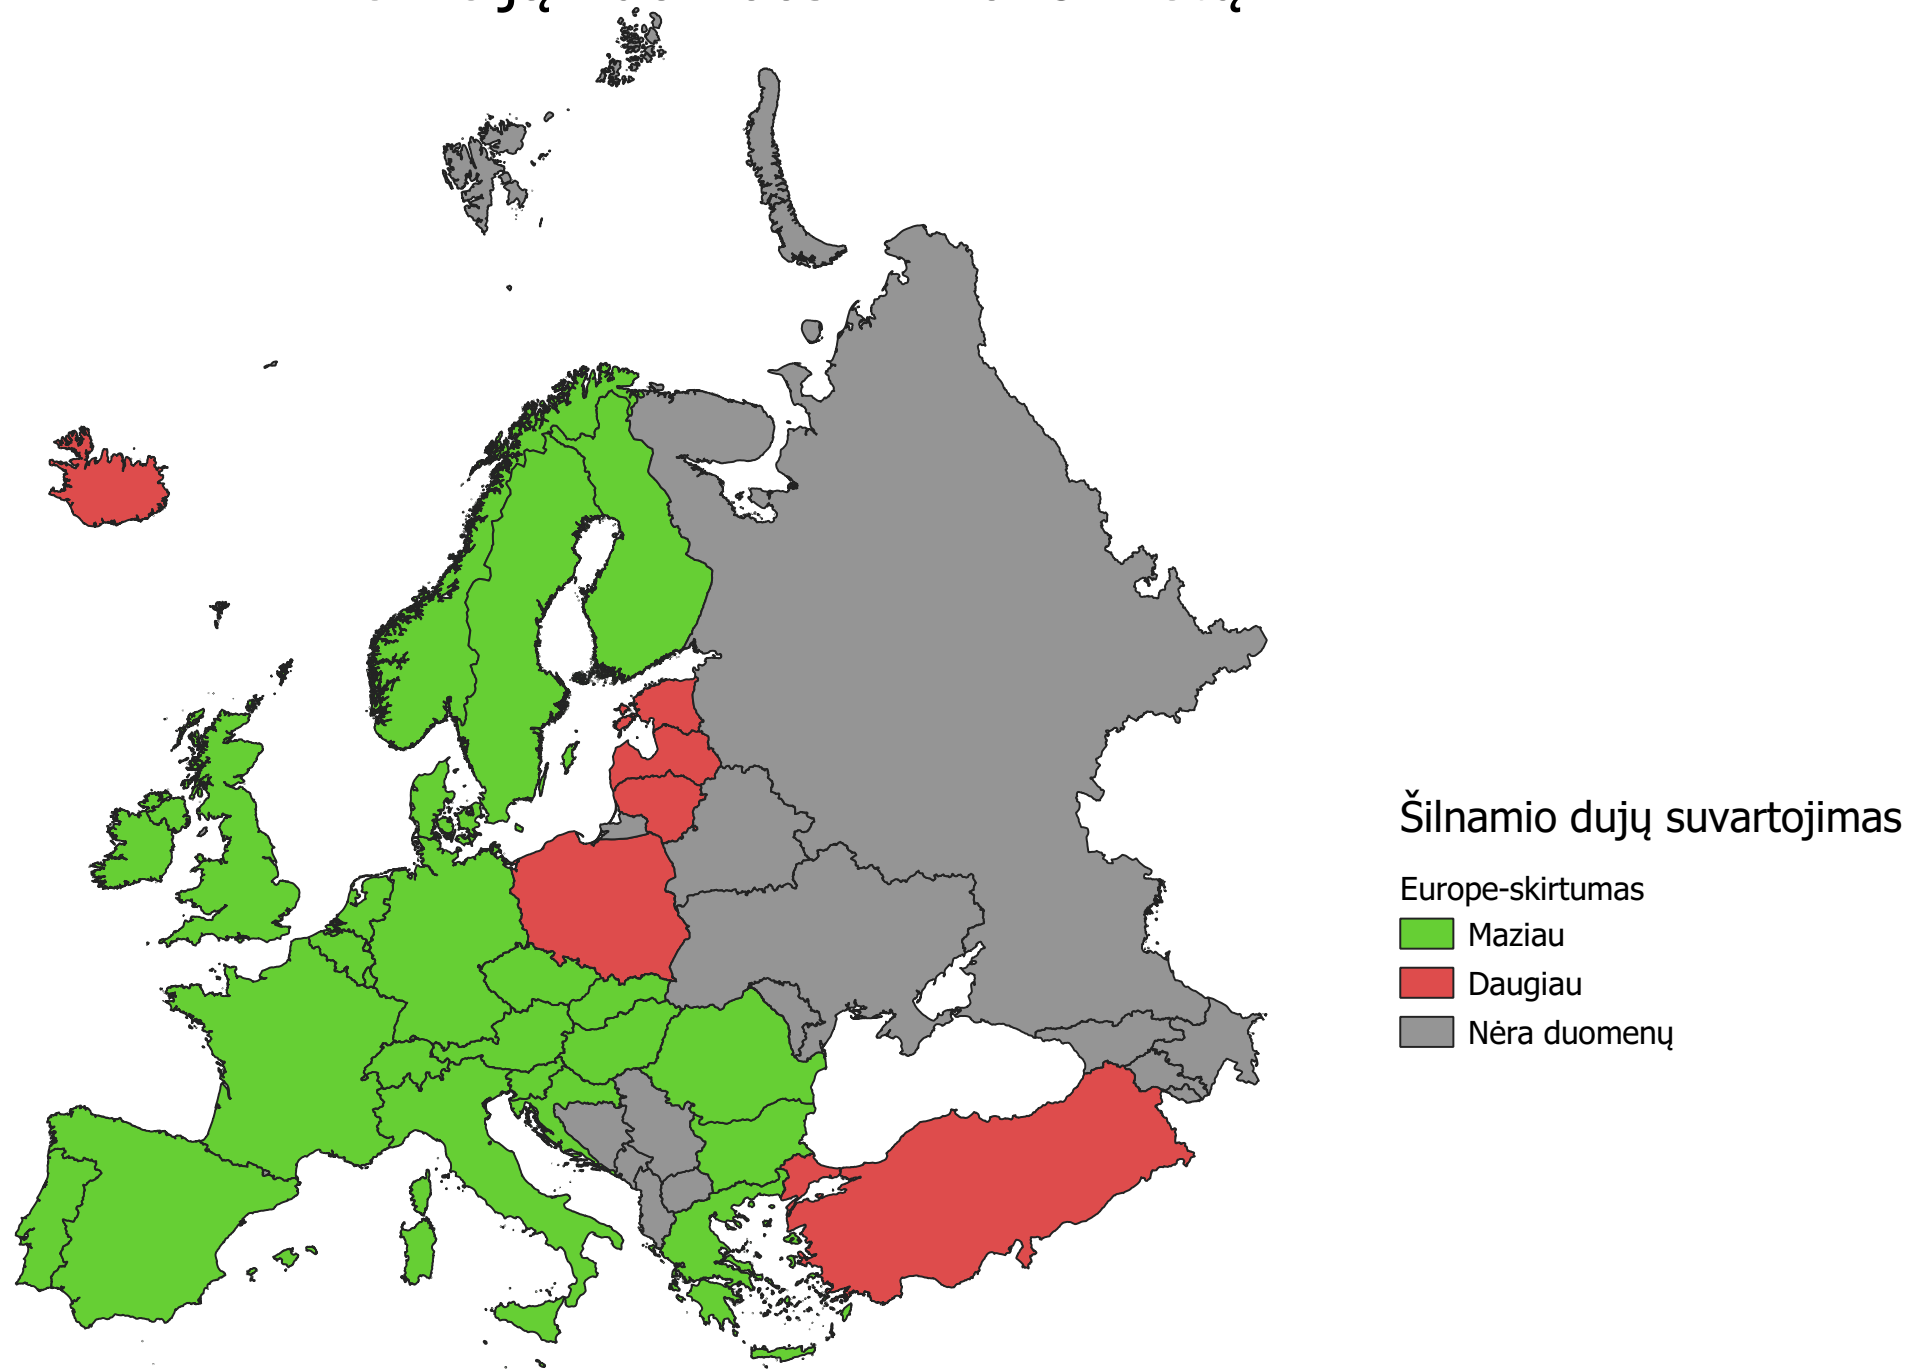 Šilnamio dujų suvartojimas
Europe-skirtumas
Maziau
Daugiau
Nėra duomenų